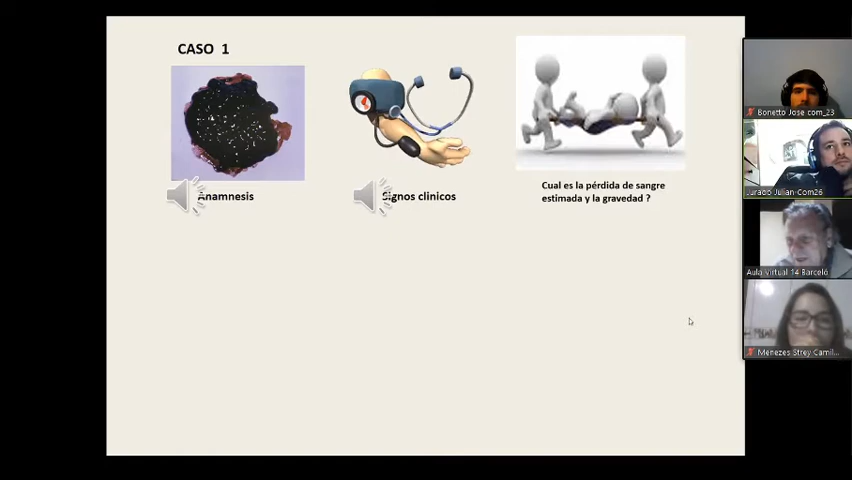 CASO 1
Anamnesis
Signos clinicos
Cual es la pérdida de sangre
estimada y la gravedad ?
Bonetto Jose com_23
Jurado Julian-Com26
Aula Virtual 14 Barceló
Menezes Strey Camil...